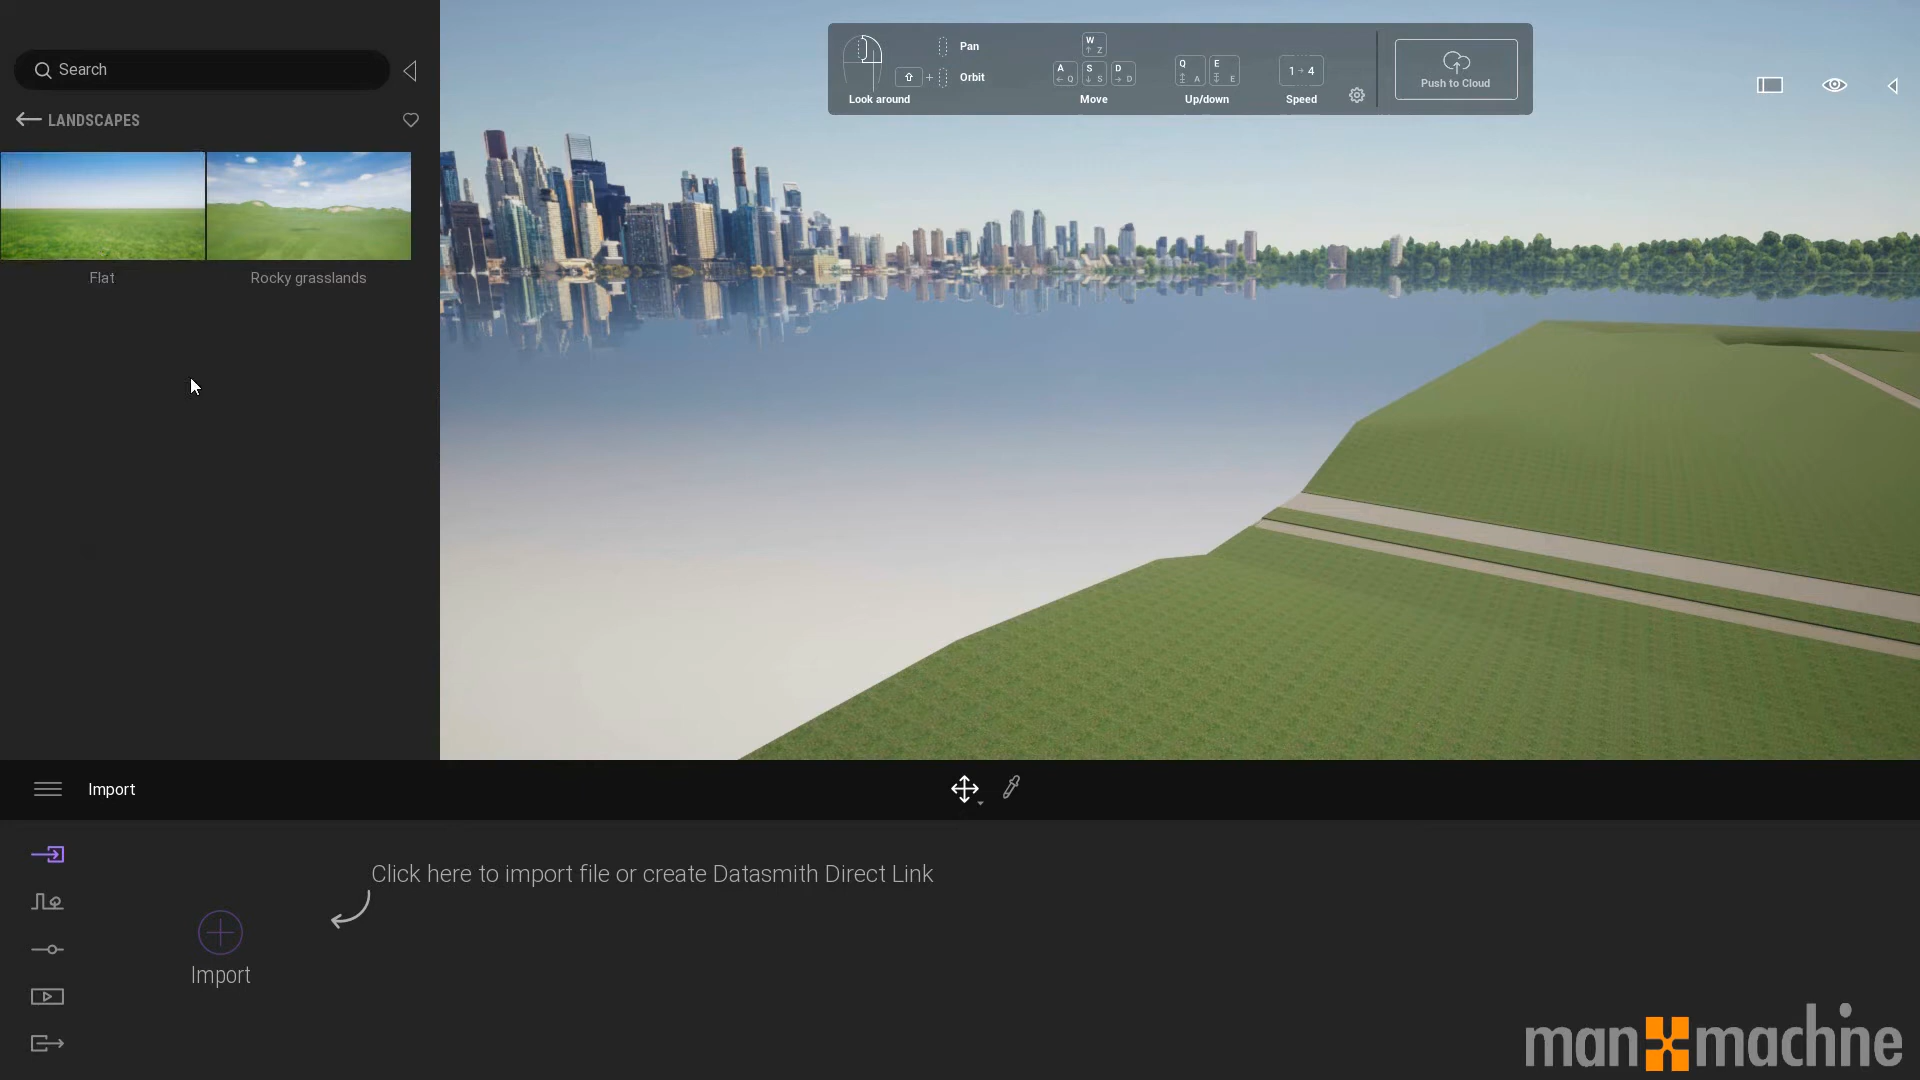 Search
LANDSCAPES
Flat
Rocky grasslands
Look around
Pan
+ Orbit
W
Z
A
Q
S
S
D
D
Move
Q
A
E
E
Up/down
1 - 4
Speed
Push to Cloud
Import
Click here to import file or create Datasmith Direct Link
Import
man machine